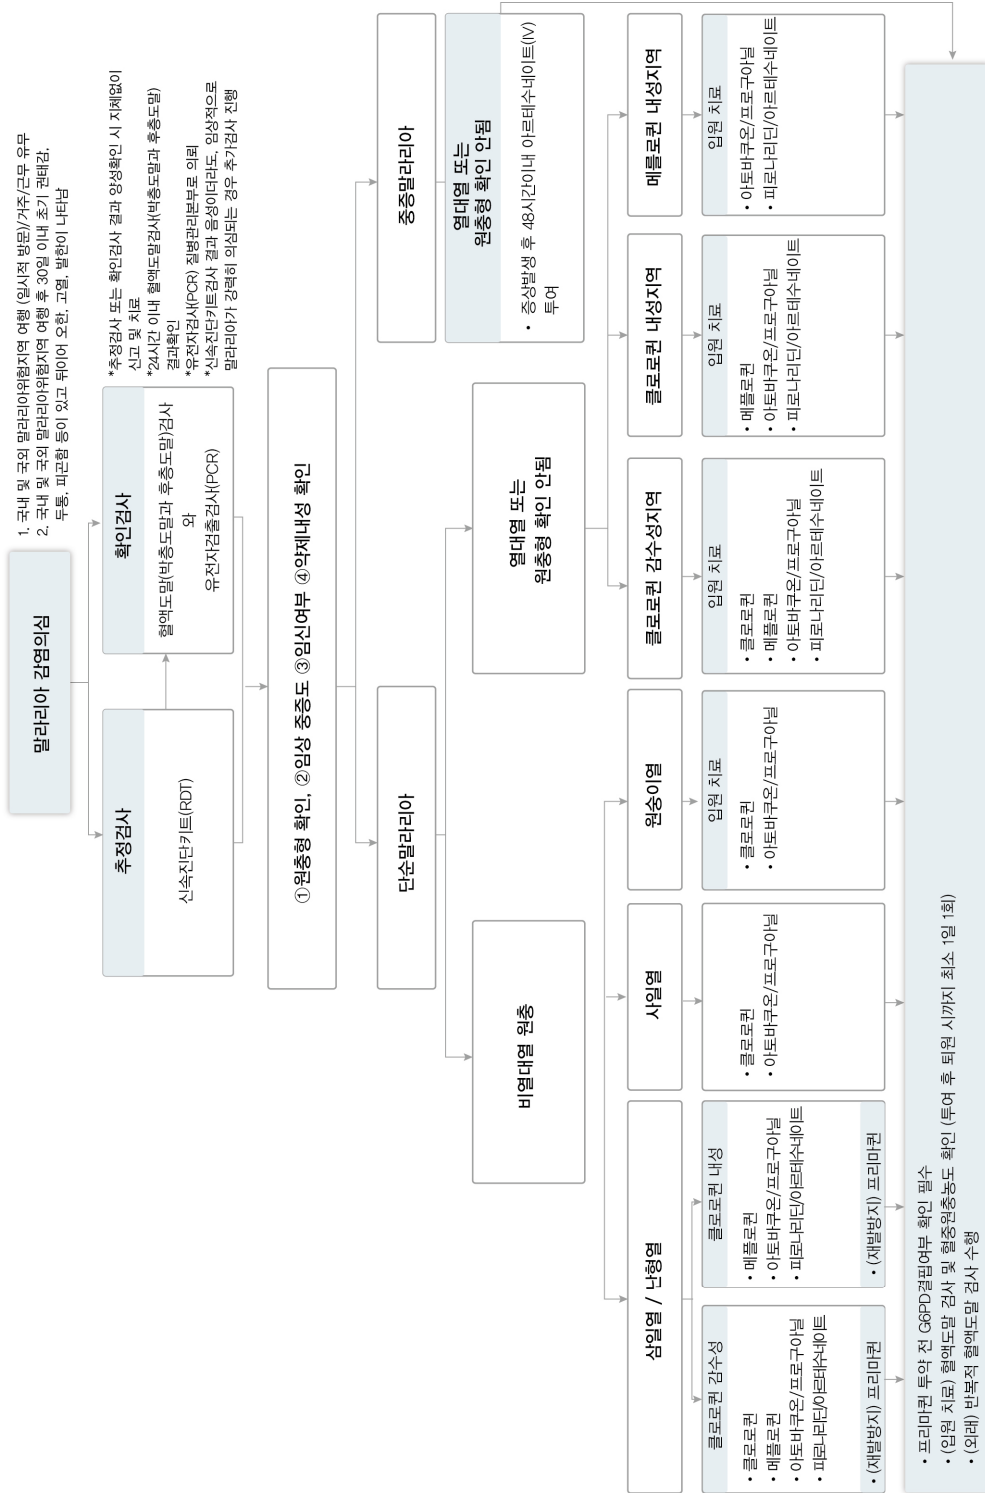 말라리아 감염의심
1. 국내 및 국외 말라리아위험지역 여행 (일시적 방문)/거주/근무 유무
2. 국내 및 국외 말라리아위험지역 여행 후 30일 이내 초기 권태감,
두통, 피곤함 등이 있고 뒤이어 오한, 고열, 발한이 나타남
추정검사
신속진단키트(RDT)
확인검사
혈액도말(박층도말과 후층도말)검사
와
유전자검출검사(PCR)
*추정검사 또는 확인검사 결과 양성확인 시 지체없이
신고 및 치료
*24시간 이내 혈액도말검사(박층도말과 후층도말)
결과확인
*유전자검사(PCR) 질병관리본부로 의뢰
*신속진단키트검사 결과 음성이더라도, 임상적으로
말라리아가 강력히 의심되는 경우 추가검사 진행
①원충형 확인, ②임상 중증도 ③임신여부 ④약제내성 확인
단순말라리아
중증말라리아
비열대열 원충
열대열 또는
원충형 확인 안됨
열대열 또는
원충형 확인 안됨
• 증상발생 후 48시간이내 아르테수네이트(IV)
투여
삼일열 / 난형열
사일열
원숭이열
클로로퀸 감수성지역
클로로퀸 내성지역
메플로퀸 내성지역
클로로퀸 감수성
• 클로로퀸
• 메플로퀸
• 아토바쿠온/프로구아닐
• 피로나리딘/아르테수네이트
• (재발방지) 프리마퀸
클로로퀸 내성
• 메플로퀸
• 아토바쿠온/프로구아닐
• 피로나리딘/아르테수네이트
• (재발방지) 프리마퀸
• 클로로퀸
• 아토바쿠온/프로구아닐
입원 치료
• 클로로퀸
• 아토바쿠온/프로구아닐
입원 치료
• 클로로퀸
• 메플로퀸
• 아토바쿠온/프로구아닐
• 피로나리딘/아르테수네이트
입원 치료
• 메플로퀸
• 아토바쿠온/프로구아닐
• 피로나리딘/아르테수네이트
입원 치료
• 아토바쿠온/프로구아닐
• 피로나리딘/아르테수네이트
• 프리마퀸 투약 전 G6PD결핍여부 확인 필수
• (입원 치료) 혈액도말 검사 및 혈중원충농도 확인 (투여 후 퇴원 시까지 최소 1일 1회)
• (외래) 반복적 혈액도말 검사 수행